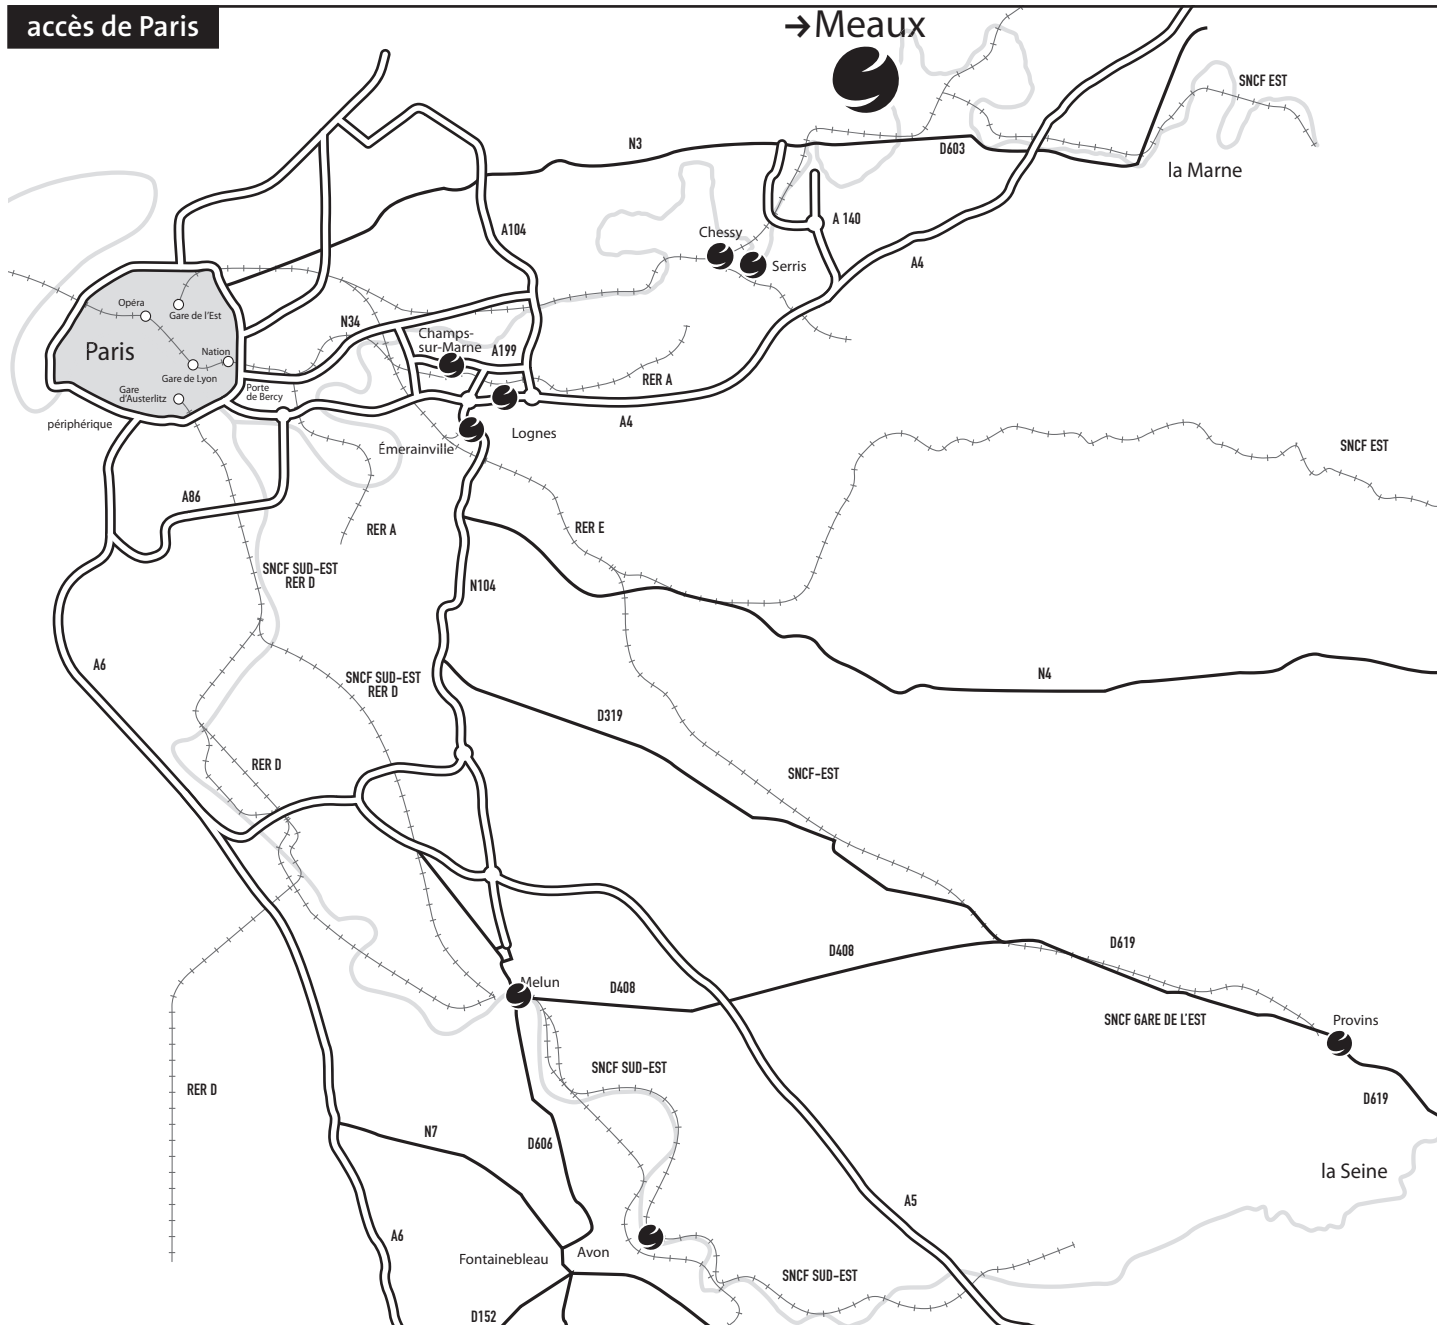 accès de Paris
→Meaux
SNCF EST
N3
D603
la Marne
A 140
A104
Chessy
Serris
A4
Opéra
Gare de l'Est
N34
Champs-
sur-Marne
A199
Paris
Nation
Gare de Lyon
RER A
Gare
d'Austerlitz
Porte
de Bercy
périphérique
A4
Lognes
Émerainville
SNCF EST
A86
RER A
RER E
SNCF SUD-EST
RER D
N104
A6
SNCF SUD-EST
RER D
N4
D319
RER D
SNCF-EST
D408
D619
Melun
D408
SNCF GARE DE L'EST
Provins
SNCF SUD-EST
RER D
D619
N7
D606
la Seine
A5
A6
Fontainebleau
Avon
SNCF SUD-EST
D152